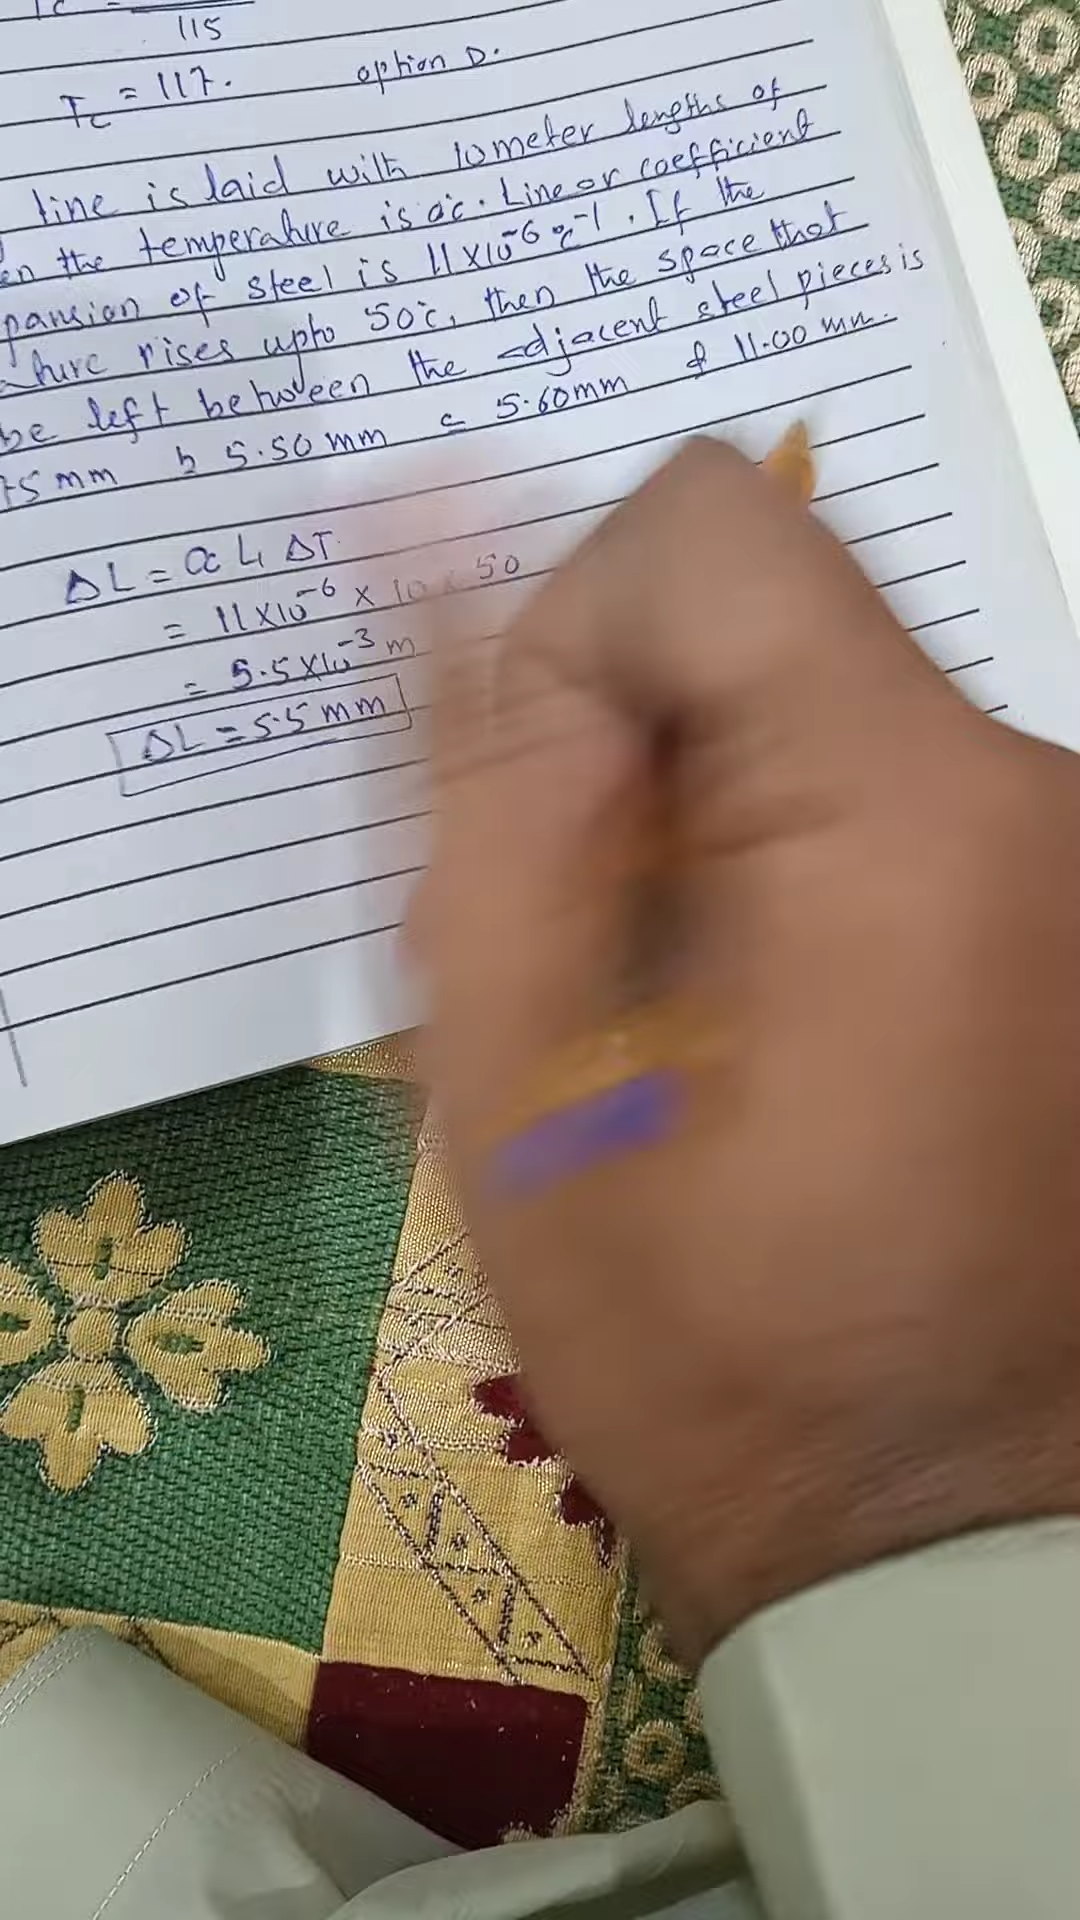 115
T_c = 117. option D.
line is laid with 10 meter lengths of
en the temperature is 0°c. Linear coefficient
pansion of steel is 11×10⁻⁶ °c⁻¹. If the
ature rises upto 50°c, then the space that
be left between the adjacent steel pieces is
5 mm b 5.50 mm c 5.60mm d 11.00 mm.
ΔL = α L₁ ΔT
= 11×10⁻⁶ × 10 × 50
= 5.5×10⁻³ m
ΔL = 5.5 mm